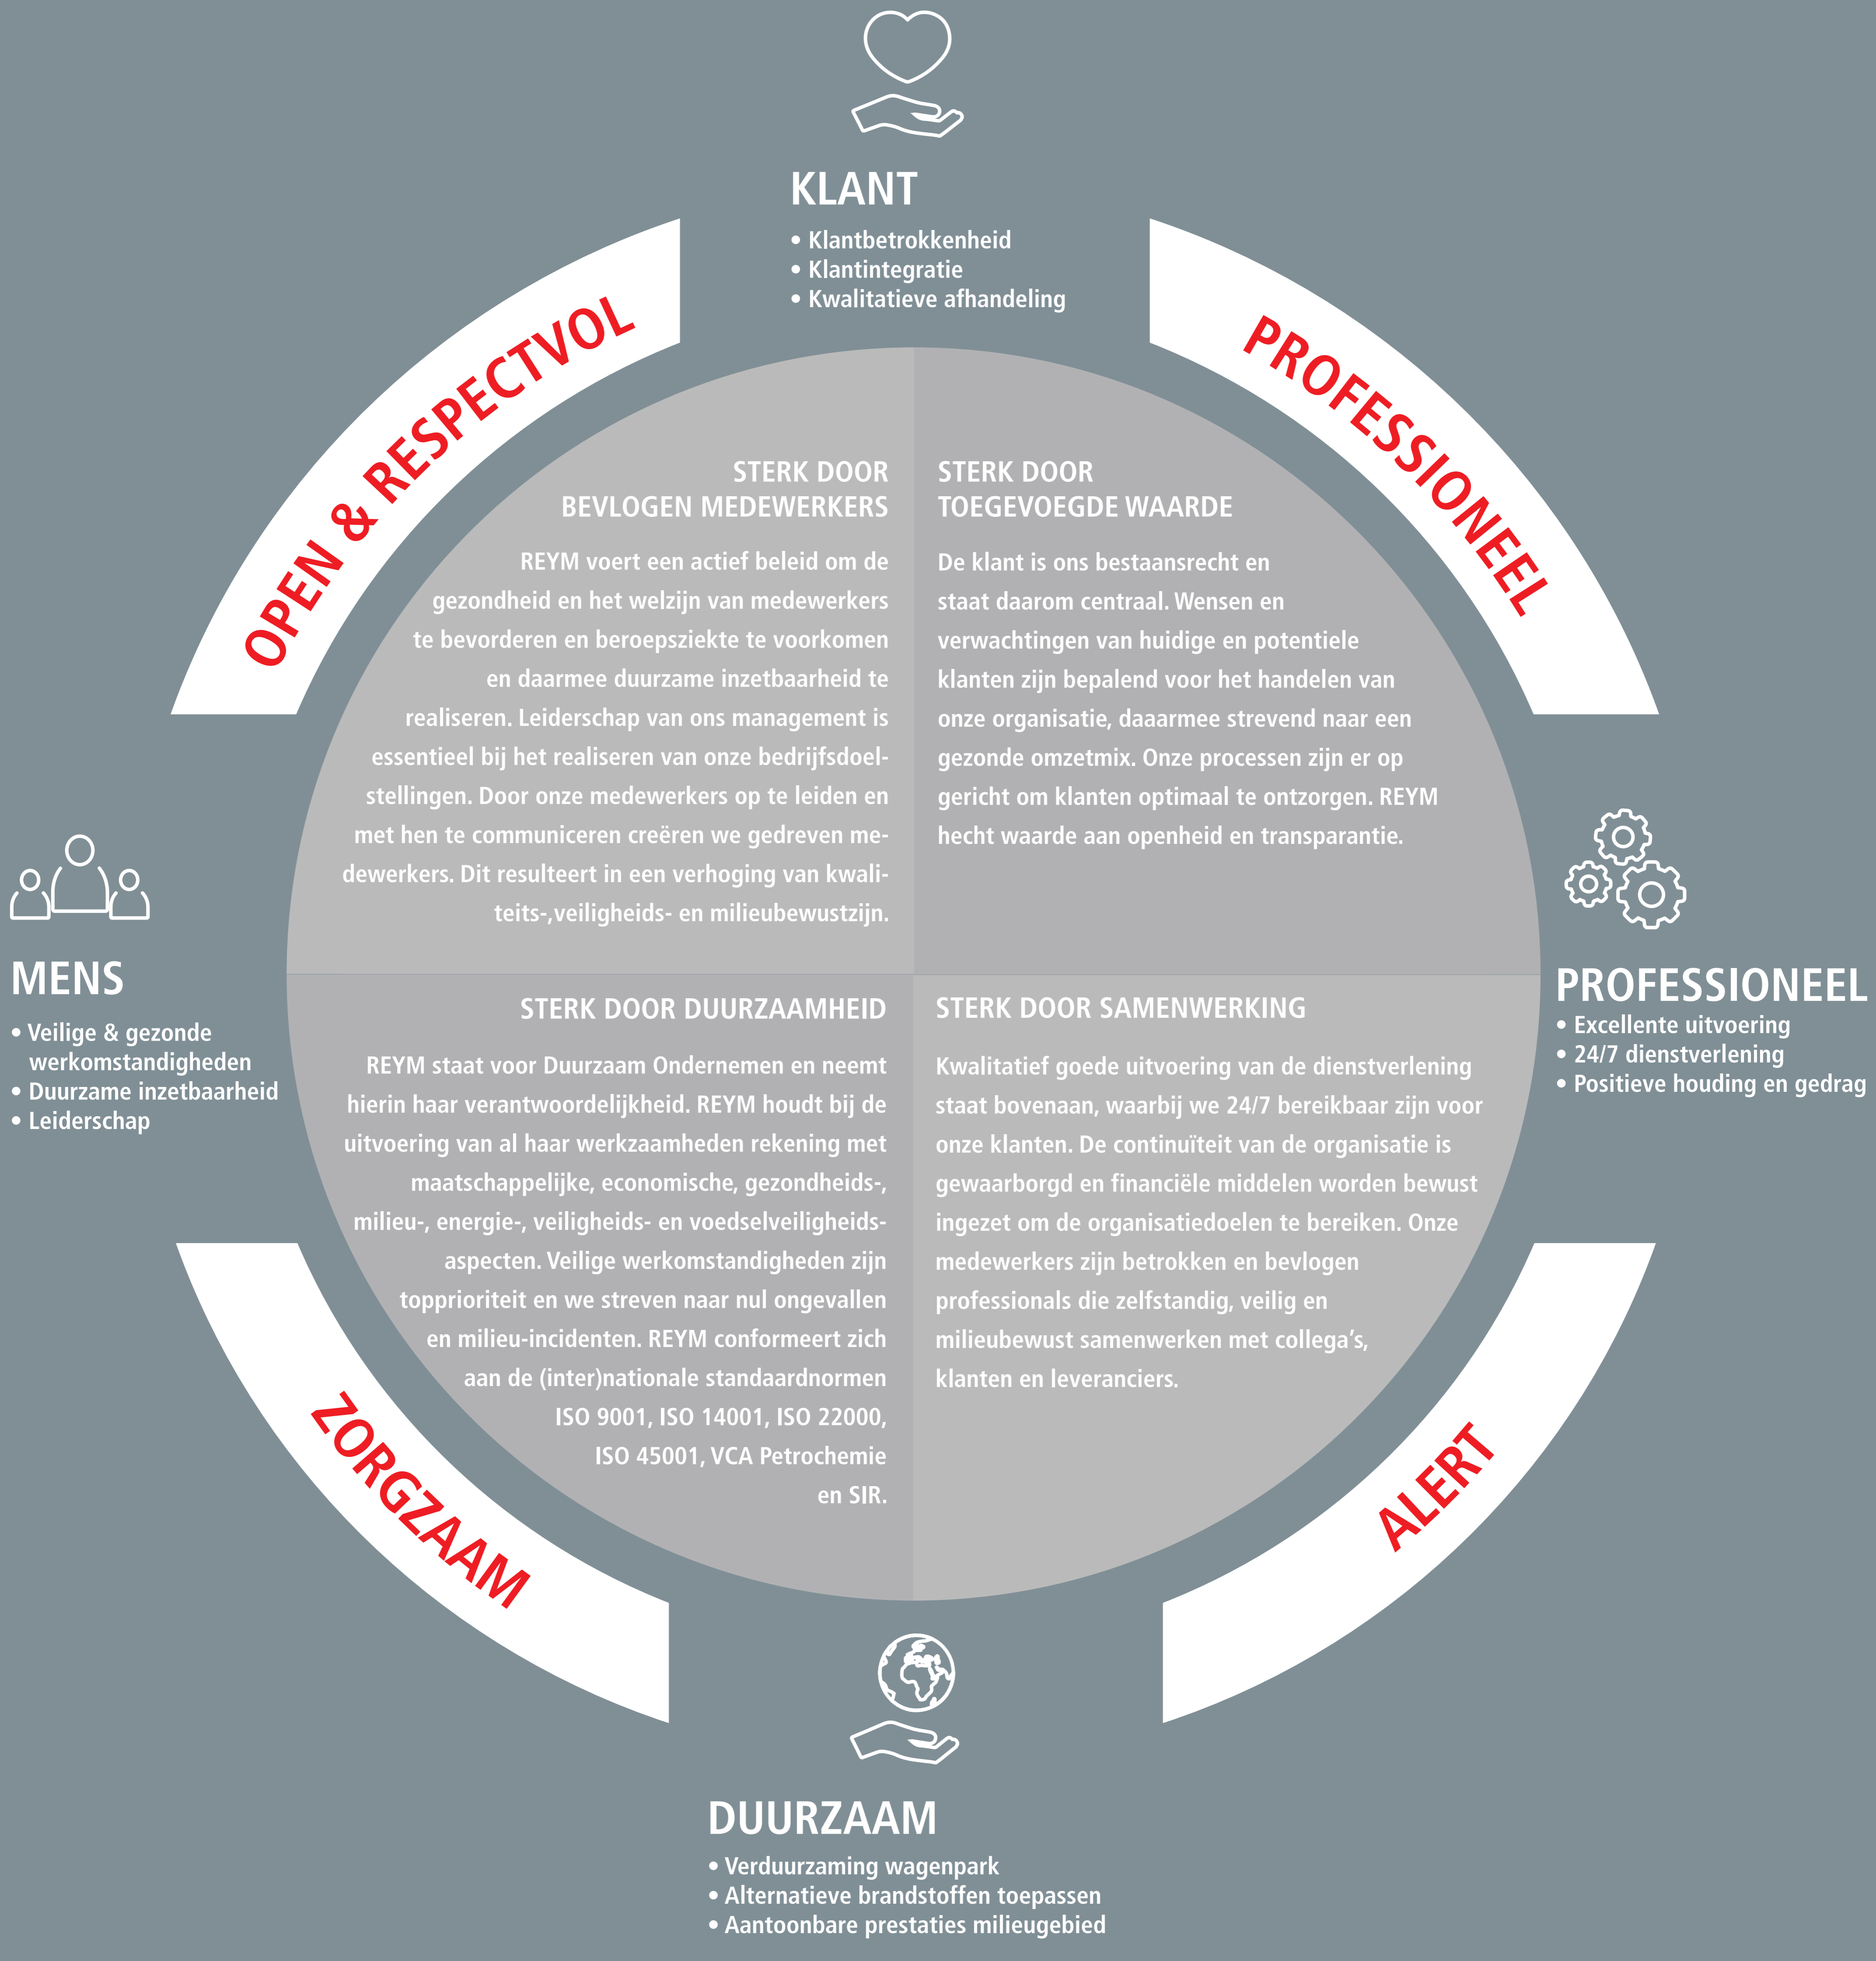 KLANT
• Klantbetrokkenheid
• Klantintegratie
• Kwalitatieve afhandeling
OPEN & RESPECTVOL
PROFESSIONEEL
STERK DOOR
BEVLOGEN MEDEWERKERS
REYM voert een actief beleid om de
gezondheid en het welzijn van medewerkers
te bevorderen en beroepsziekte te voorkomen
en daarmee duurzame inzetbaarheid te
realiseren. Leiderschap van ons management is
essentieel bij het realiseren van onze bedrijfsdoel-
stellingen. Door onze medewerkers op te leiden en
met hen te communiceren creëren we gedreven me-
dewerkers. Dit resulteert in een verhoging van kwali-
teits-,veiligheids- en milieubewustzijn.
STERK DOOR
TOEGEVOEGDE WAARDE
De klant is ons bestaansrecht en
staat daarom centraal. Wensen en
verwachtingen van huidige en potentiele
klanten zijn bepalend voor het handelen van
onze organisatie, daaarmee strevend naar een
gezonde omzetmix. Onze processen zijn er op
gericht om klanten optimaal te ontzorgen. REYM
hecht waarde aan openheid en transparantie.
MENS
• Veilige & gezonde
werkomstandigheden
• Duurzame inzetbaarheid
• Leiderschap
PROFESSIONEEL
• Excellente uitvoering
• 24/7 dienstverlening
• Positieve houding en gedrag
STERK DOOR DUURZAAMHEID
REYM staat voor Duurzaam Ondernemen en neemt
hierin haar verantwoordelijkheid. REYM houdt bij de
uitvoering van al haar werkzaamheden rekening met
maatschappelijke, economische, gezondheids-,
milieu-, energie-, veiligheids- en voedselveiligheids-
aspecten. Veilige werkomstandigheden zijn
topprioriteit en we streven naar nul ongevallen
en milieu-incidenten. REYM conformeert zich
aan de (inter)nationale standaardnormen
ISO 9001, ISO 14001, ISO 22000,
ISO 45001, VCA Petrochemie
en SIR.
STERK DOOR SAMENWERKING
Kwalitatief goede uitvoering van de dienstverlening
staat bovenaan, waarbij we 24/7 bereikbaar zijn voor
onze klanten. De continuïteit van de organisatie is
gewaarborgd en financiële middelen worden bewust
ingezet om de organisatiedoelen te bereiken. Onze
medewerkers zijn betrokken en bevlogen
professionals die zelfstandig, veilig en
milieubewust samenwerken met collega's,
klanten en leveranciers.
ZORGZAAM
ALERT
DUURZAAM
• Verduurzaming wagenpark
• Alternatieve brandstoffen toepassen
• Aantoonbare prestaties milieugebied